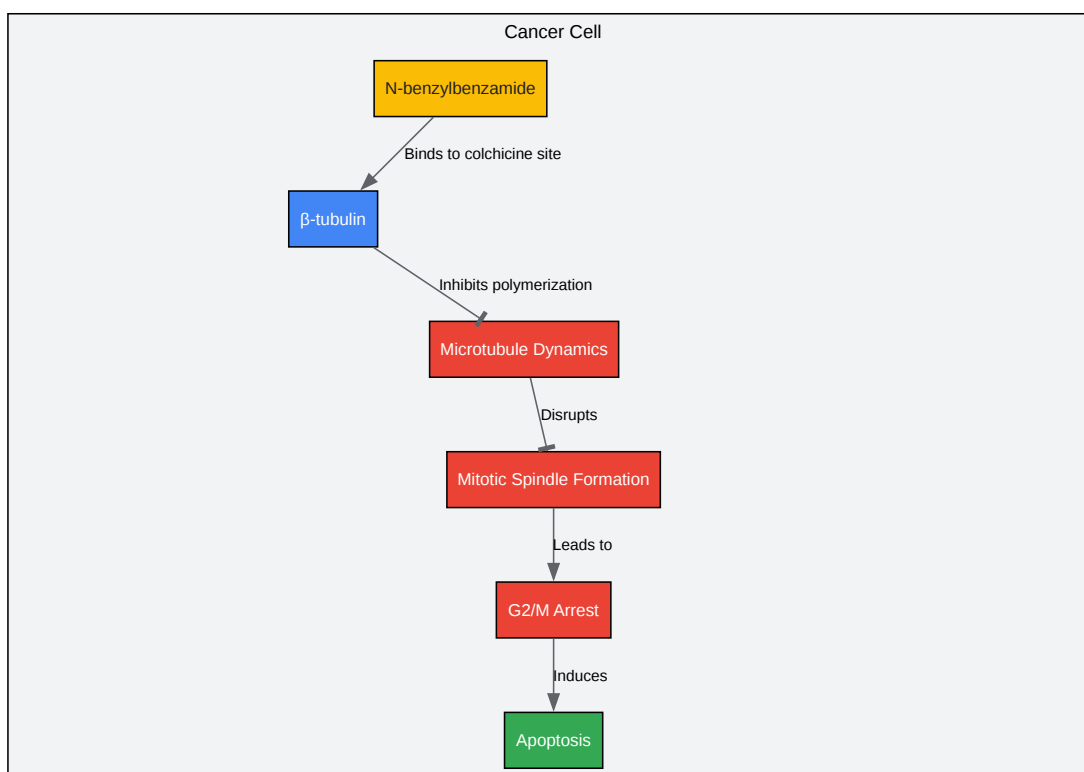 Cancer Cell
N-benzylbenzamide
Binds to colchicine site
β-tubulin
Inhibits polymerization
Microtubule Dynamics
Disrupts
Mitotic Spindle Formation
Leads to
G2/M Arrest
Induces
Apoptosis